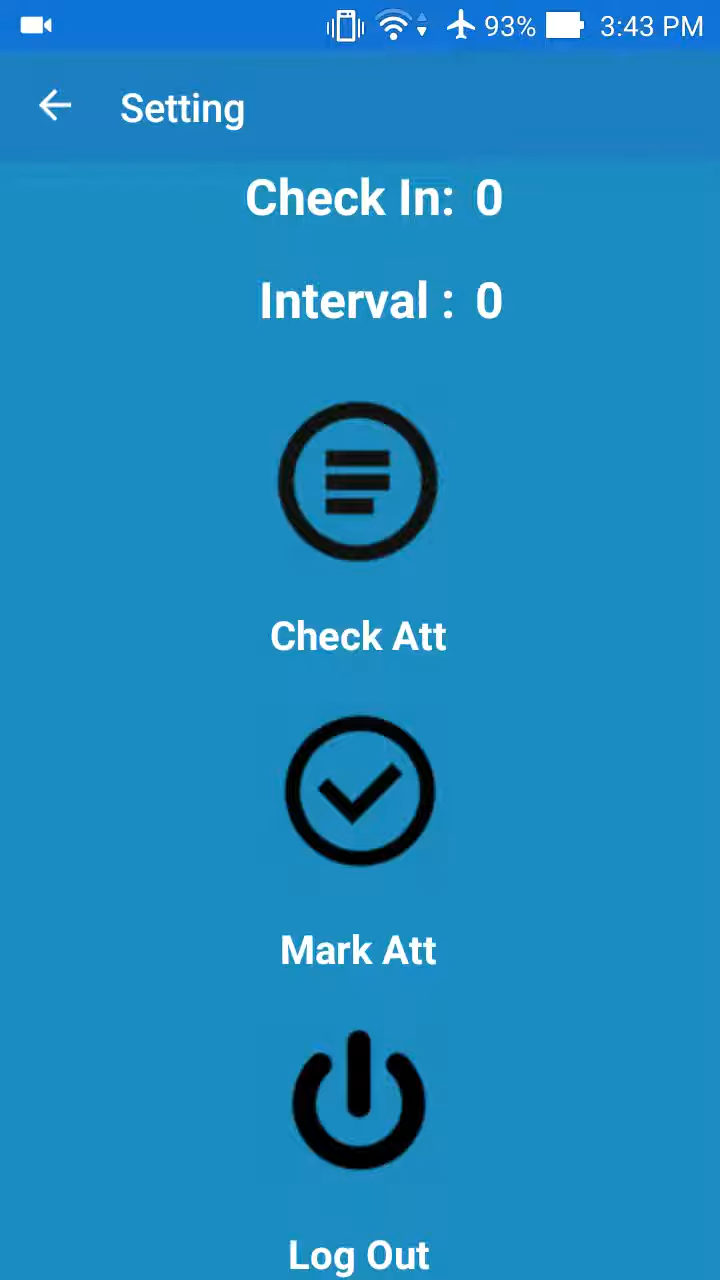 93% 3:43 PM
Setting
Check In: 0
Interval : 0
Check Att
Mark Att
Log Out